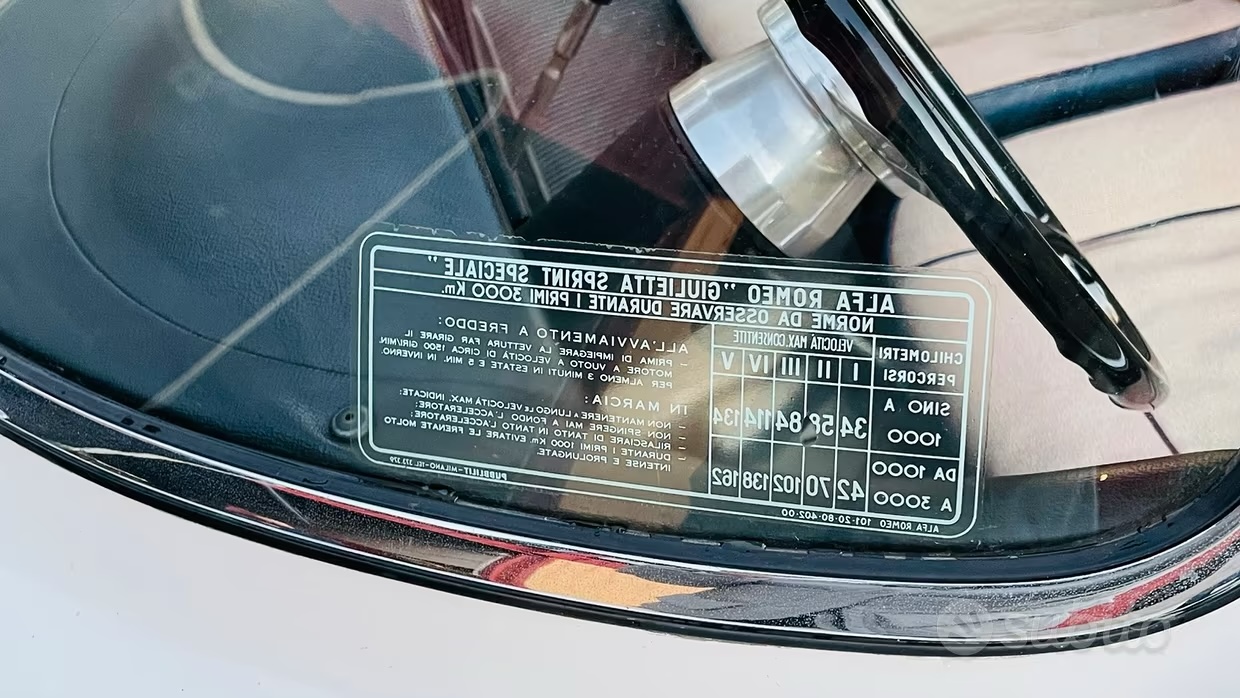 ALFA ROMEO "GIULIETTA SPRINT SPECIALE"
NORME DA OSSERVARE DURANTE I PRIMI 3000 Km.
CHILOMETRI PERCORSI
VELOCITÀ MAX.CONSENTITE
I II III IV V
SINO A 1000
34 58 84 114 134
DA 1000 A 3000
42 70 102 138 162
ALL'AVVIAMENTO A FREDDO:
– PRIMA DI IMPIEGARE LA VETTURA FAR GIRARE IL
MOTORE A VUOTO A VELOCITÀ DI CIRCA 1500 GIRI/MIN.
PER ALMENO 3 MINUTI IN ESTATE E 5 MIN. IN INVERNO.
IN MARCIA:
– NON MANTENERE A LUNGO LE VELOCITÀ MAX. INDICATE.
– NON SPINGERE MAI A FONDO L'ACCELERATORE.
– RILASCIARE DI TANTO IN TANTO L'ACCELERATORE.
– DURANTE I PRIMI 1000 Km EVITARE LE FRENATE MOLTO
INTENSE E PROLUNGATE.
ALFA ROMEO 101·20·80·402·00
PUBBLILIT - MILANO - TEL. 373 379
subito